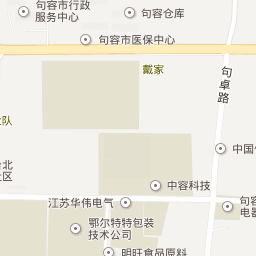 句容市行政
服务中心
句容仓库
句容市医保中心
戴家
句卓路
队
中国
北
区
中容科技
江苏华伟电气
句容
电器
鄂尔特特包装
技术公司
明旺食品原料